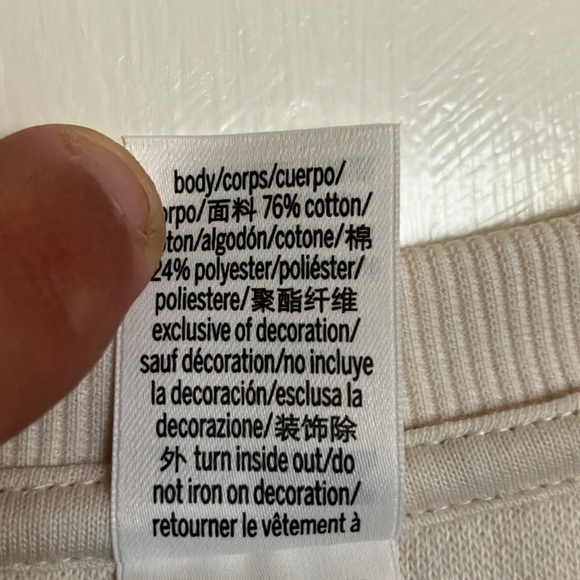 body/corps/cuerpo/
orpo/面料 76% cotton/
ton/algodón/cotone/棉
24% polyester/poliéster/
poliestere/聚酯纤维
exclusive of decoration/
sauf décoration/no incluye
la decoración/esclusa la
decorazione/装饰除
外 turn inside out/do
not iron on decoration/
retourner le vêtement à